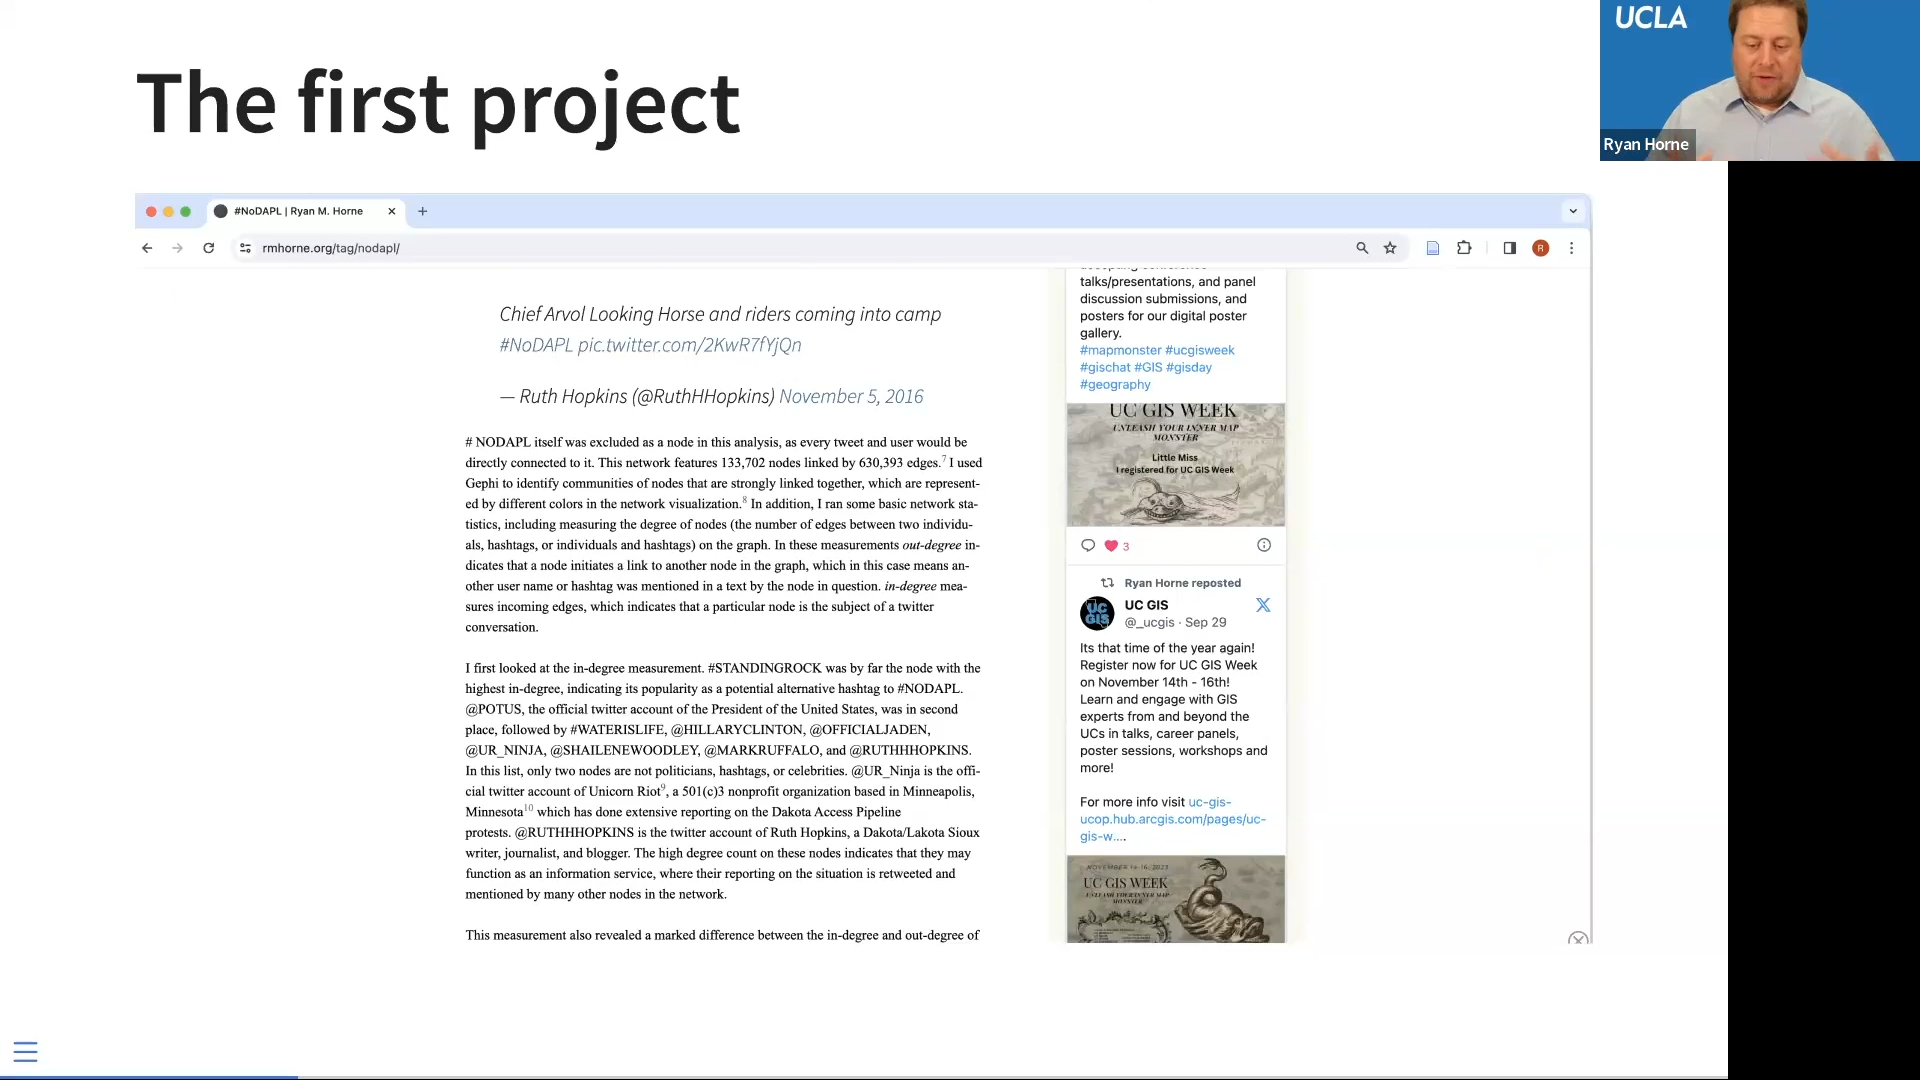 The first project
UCLA
Ryan Horne
#NoDAPL | Ryan M. Horne
rmhorne.org/tag/nodapl/
R
Chief Arvol Looking Horse and riders coming into camp
#NoDAPL pic.twitter.com/2KwR7fYjQn
— Ruth Hopkins (@RuthHHopkins) November 5, 2016
# NODAPL itself was excluded as a node in this analysis, as every tweet and user would be
directly connected to it. This network features 133,702 nodes linked by 630,393 edges.7 I used
Gephi to identify communities of nodes that are strongly linked together, which are represent-
ed by different colors in the network visualization.8 In addition, I ran some basic network sta-
tistics, including measuring the degree of nodes (the number of edges between two individu-
als, hashtags, or individuals and hashtags) on the graph. In these measurements out-degree in-
dicates that a node initiates a link to another node in the graph, which in this case means an-
other user name or hashtag was mentioned in a text by the node in question. in-degree mea-
sures incoming edges, which indicates that a particular node is the subject of a twitter
conversation.
I first looked at the in-degree measurement. #STANDINGROCK was by far the node with the
highest in-degree, indicating its popularity as a potential alternative hashtag to #NODAPL.
@POTUS, the official twitter account of the President of the United States, was in second
place, followed by #WATERISLIFE, @HILLARYCLINTON, @OFFICIALJADEN,
@UR_NINJA, @SHAILENEWOODLEY, @MARKRUFFALO, and @RUTHHHOPKINS.
In this list, only two nodes are not politicians, hashtags, or celebrities. @UR_Ninja is the offi-
cial twitter account of Unicorn Riot9, a 501(c)3 nonprofit organization based in Minneapolis,
Minnesota10 which has done extensive reporting on the Dakota Access Pipeline
protests. @RUTHHHOPKINS is the twitter account of Ruth Hopkins, a Dakota/Lakota Sioux
writer, journalist, and blogger. The high degree count on these nodes indicates that they may
function as an information service, where their reporting on the situation is retweeted and
mentioned by many other nodes in the network.
This measurement also revealed a marked difference between the in-degree and out-degree of
talks/presentations, and panel
discussion submissions, and
posters for our digital poster
gallery.
#mapmonster #ucgisweek
#gischat #GIS #gisday
#geography
UC GIS WEEK
UNLEASH YOUR INNER MAP
MONSTER
Little Miss
I registered for UC GIS Week
3
Ryan Horne reposted
UC GIS
UC GIS
@_ucgis · Sep 29
Its that time of the year again!
Register now for UC GIS Week
on November 14th - 16th!
Learn and engage with GIS
experts from and beyond the
UCs in talks, career panels,
poster sessions, workshops and
more!
For more info visit uc-gis-
ucop.hub.arcgis.com/pages/uc-
gis-w....
NOVEMBER 14-16, 2023
UC GIS WEEK
UNLEASH YOUR INNER MAP
MONSTER